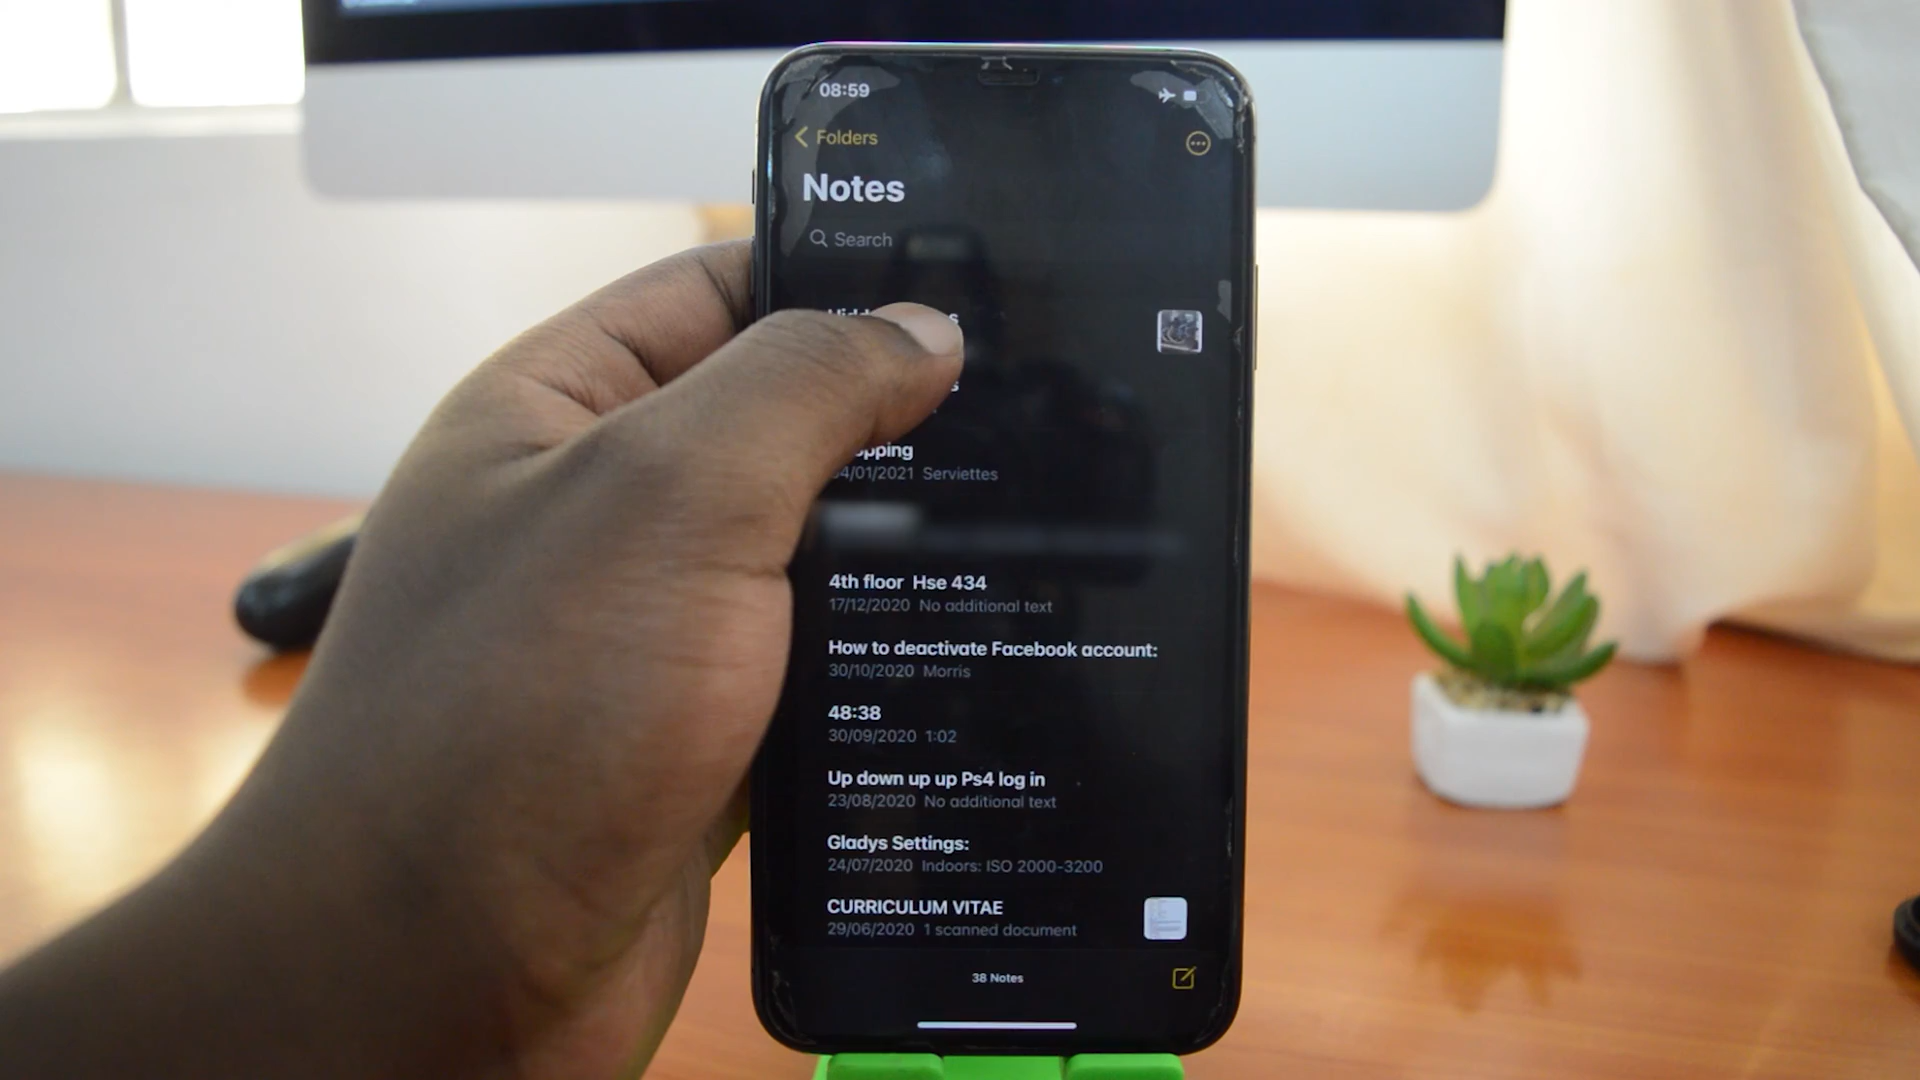 08:59
Folders
Notes
Search
04/01/2021 Serviettes
4th floor Hse 434
17/12/2020 No additional text
How to deactivate Facebook account:
30/10/2020 Morris
48:38
30/09/2020 1:02
Up down up up Ps4 log in
23/08/2020 No additional text
Gladys Settings:
24/07/2020 Indoors: ISO 2000-3200
CURRICULUM VITAE
29/06/2020 1 scanned document
38 Notes